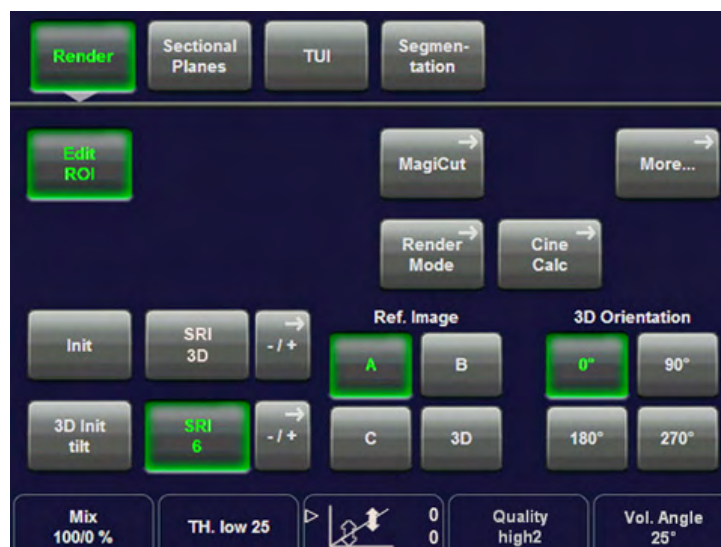 Render
Sectional
Planes
TUI
Segmen-
tation
Edit
ROI
MagiCut
More...
Render
Mode
Cine
Calc
Ref. Image
3D Orientation
Init
SRI
3D
- / +
A
B
0°
90°
3D Init
tilt
SRI
6
- / +
C
3D
180°
270°
Mix
100/0 %
TH. low 25
0
0
Quality
high2
Vol. Angle
25°